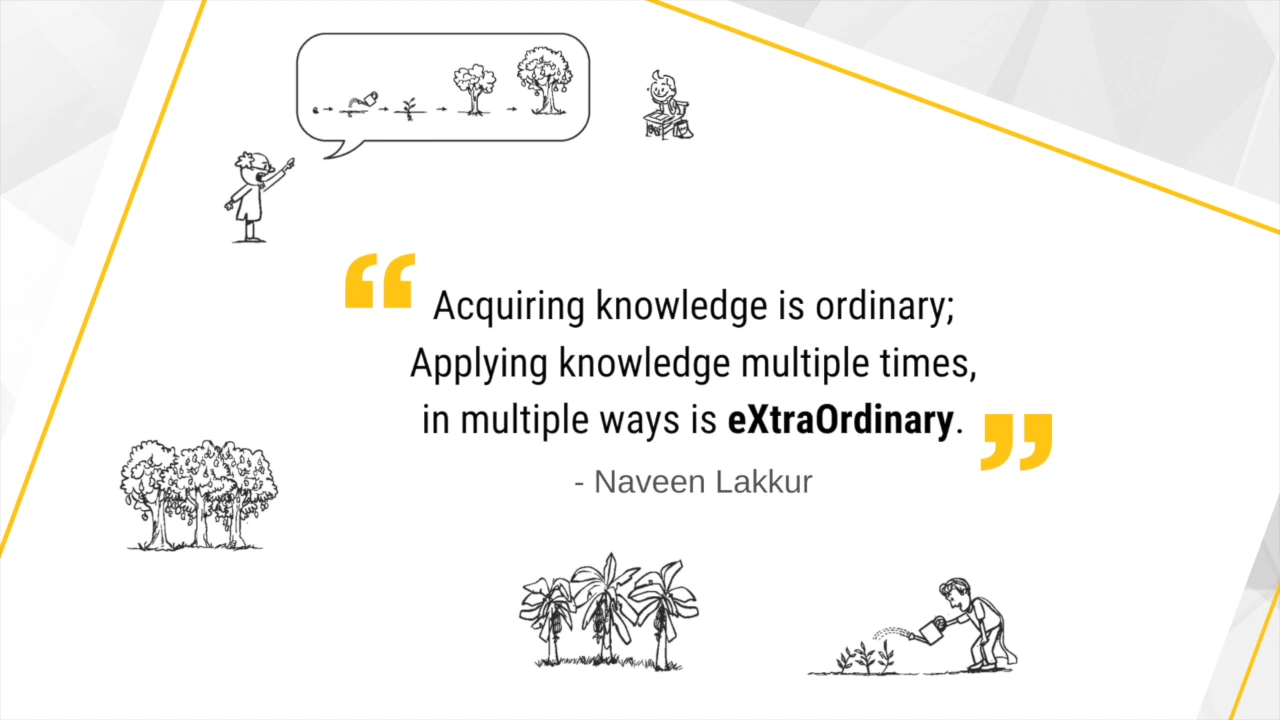 “Acquiring knowledge is ordinary;
Applying knowledge multiple times,
in multiple ways is eXtraOrdinary.”
- Naveen Lakkur